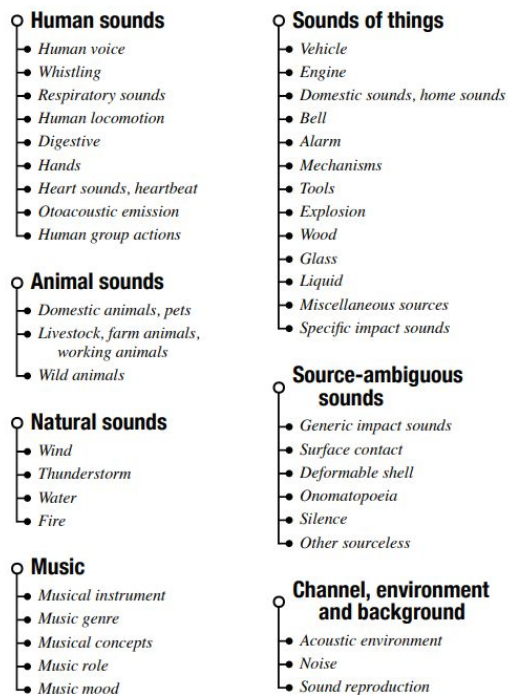 Human sounds
Human voice
Whistling
Respiratory sounds
Human locomotion
Digestive
Hands
Heart sounds, heartbeat
Otoacoustic emission
Human group actions
Animal sounds
Domestic animals, pets
Livestock, farm animals,
working animals
Wild animals
Natural sounds
Wind
Thunderstorm
Water
Fire
Music
Musical instrument
Music genre
Musical concepts
Music role
Music mood
Sounds of things
Vehicle
Engine
Domestic sounds, home sounds
Bell
Alarm
Mechanisms
Tools
Explosion
Wood
Glass
Liquid
Miscellaneous sources
Specific impact sounds
Source-ambiguous
sounds
Generic impact sounds
Surface contact
Deformable shell
Onomatopoeia
Silence
Other sourceless
Channel, environment
and background
Acoustic environment
Noise
Sound reproduction